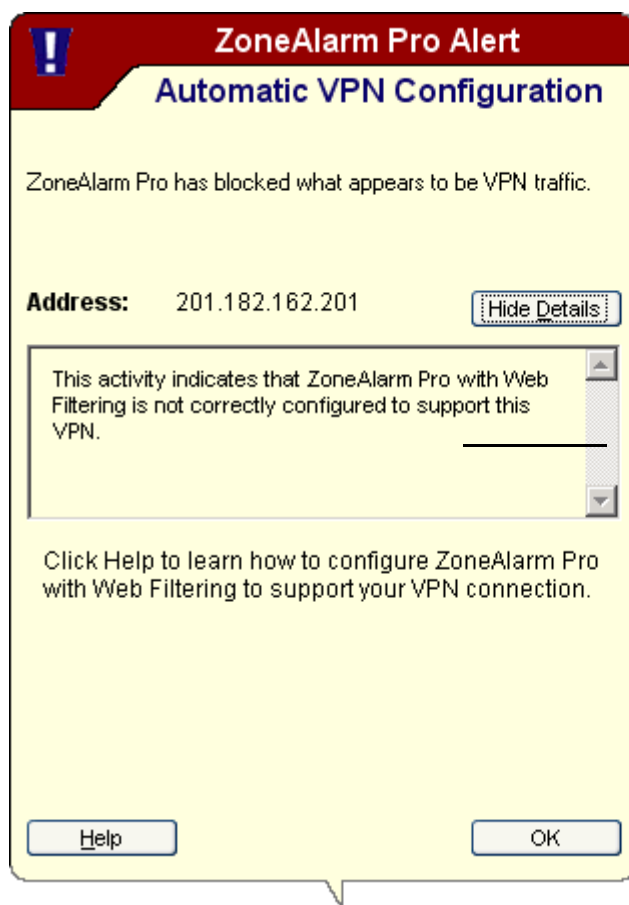 ZoneAlarm Pro Alert
Automatic VPN Configuration
ZoneAlarm Pro has blocked what appears to be VPN traffic.
Address: 201.182.162.201 Hide Details
This activity indicates that ZoneAlarm Pro with Web
Filtering is not correctly configured to support this
VPN.
Click Help to learn how to configure ZoneAlarm Pro
with Web Filtering to support your VPN connection.
Help OK